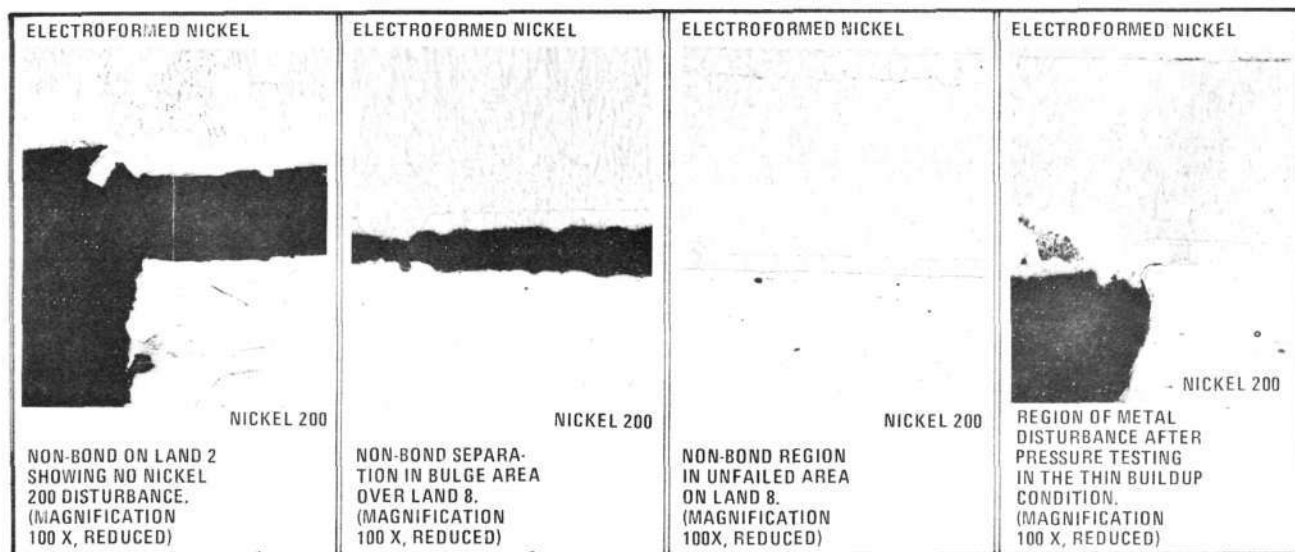 ELECTROFORMED NICKEL
NICKEL 200
NON-BOND ON LAND 2
SHOWING NO NICKEL
200 DISTURBANCE.
(MAGNIFICATION
100 X, REDUCED)
ELECTROFORMED NICKEL
NICKEL 200
NON-BOND SEPARA-
TION IN BULGE AREA
OVER LAND 8.
(MAGNIFICATION
100 X, REDUCED)
ELECTROFORMED NICKEL
NICKEL 200
NON-BOND REGION
IN UNFAILED AREA
ON LAND 8.
(MAGNIFICATION
100X, REDUCED)
ELECTROFORMED NICKEL
NICKEL 200
REGION OF METAL
DISTURBANCE AFTER
PRESSURE TESTING
IN THE THIN BUILDUP
CONDITION.
(MAGNIFICATION
100 X, REDUCED)